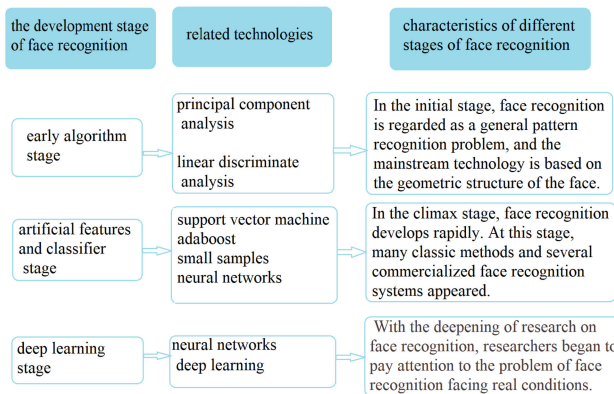 the development stage
of face recognition
related technologies
characteristics of different
stages of face recognition
early algorithm
stage
principal component
analysis
linear discriminate
analysis
In the initial stage, face recognition
is regarded as a general pattern
recognition problem, and the
mainstream technology is based on
the geometric structure of the face.
artificial features
and classifier
stage
support vector machine
adaboost
small samples
neural networks
In the climax stage, face recognition
develops rapidly. At this stage,
many classic methods and several
commercialized face recognition
systems appeared.
deep learning
stage
neural networks
deep learning
With the deepening of research on
face recognition, researchers began to
pay attention to the problem of face
recognition facing real conditions.